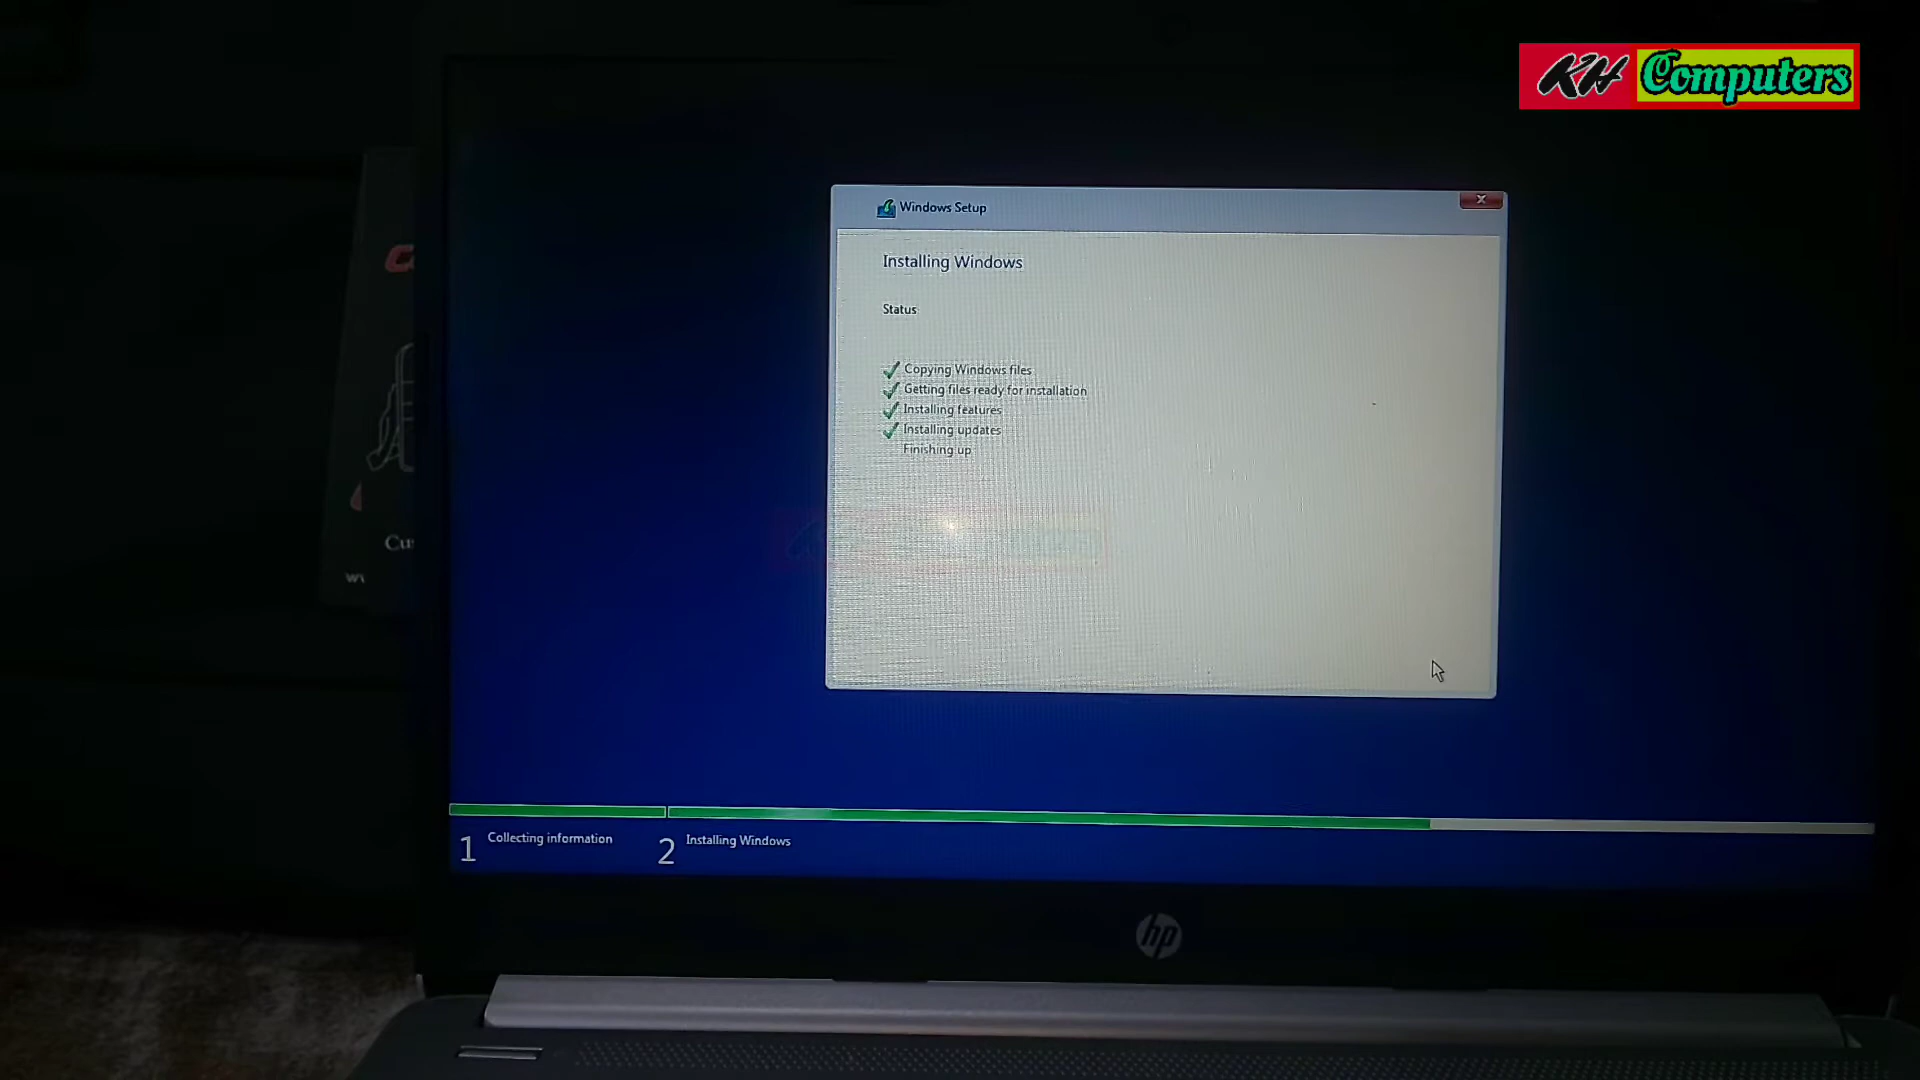 KH Computers
Windows Setup
Installing Windows
Status
Copying Windows files
Getting files ready for installation
Installing features
Installing updates
Finishing up
1 Collecting information
2 Installing Windows
hp